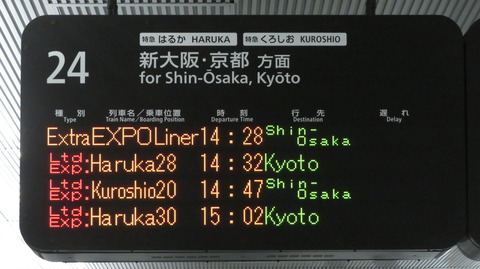 特急 はるか HARUKA 特急 くろしお KUROSHIO
24
新大阪・京都 方面
for Shin-Ōsaka, Kyōto
種 別 列車名／乗車位置 時 刻 行 先 遅 れ
Type Train Name / Boarding Position Departure Time Destination Delay
Extra EXPO Liner 14:28 Shin-Osaka
Ltd Exp: Haruka28 14:32 Kyoto
Ltd Exp: Kuroshio20 14:47 Shin-Osaka
Ltd Exp: Haruka30 15:02 Kyoto